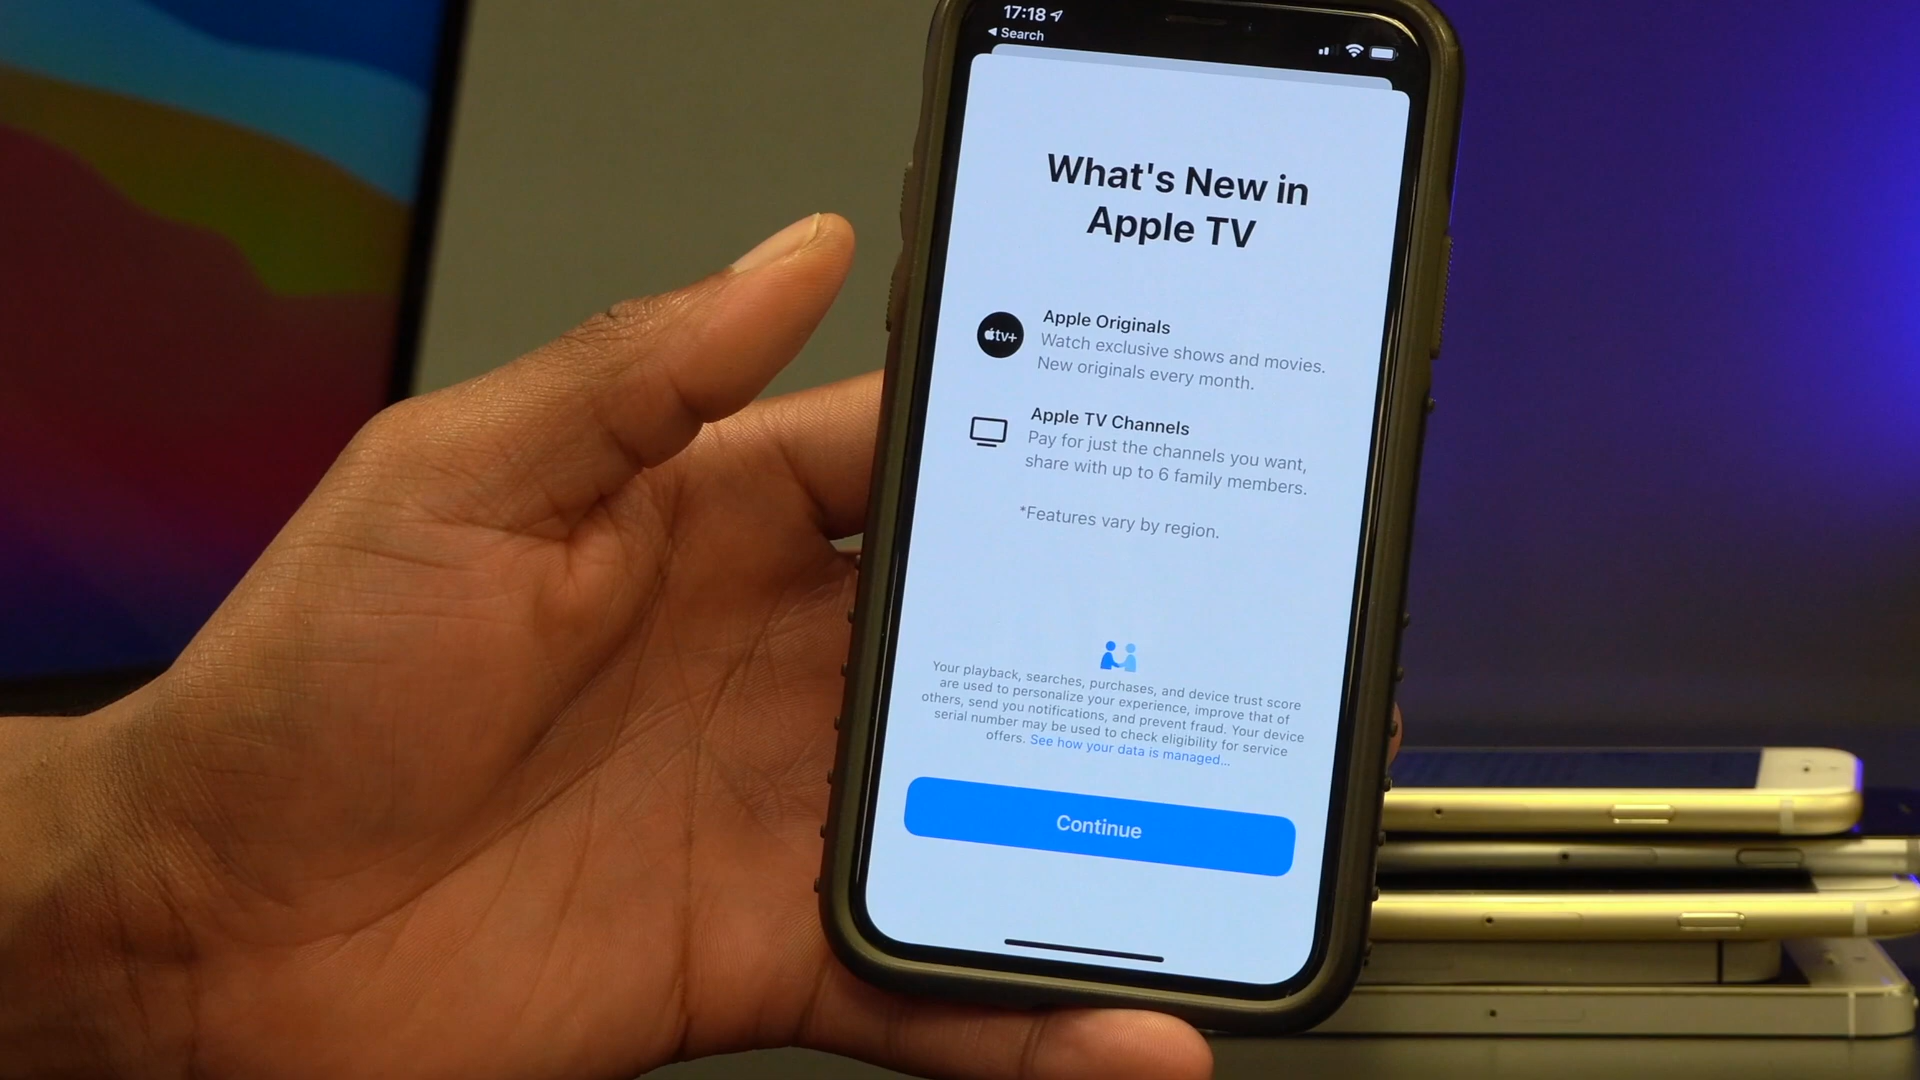 17:18
Search
What's New in
Apple TV
tv+
Apple Originals
Watch exclusive shows and movies.
New originals every month.
Apple TV Channels
Pay for just the channels you want,
share with up to 6 family members.
*Features vary by region.
Your playback, searches, purchases, and device trust score
are used to personalize your experience, improve that of
others, send you notifications, and prevent fraud. Your device
serial number may be used to check eligibility for service
offers. See how your data is managed...
Continue